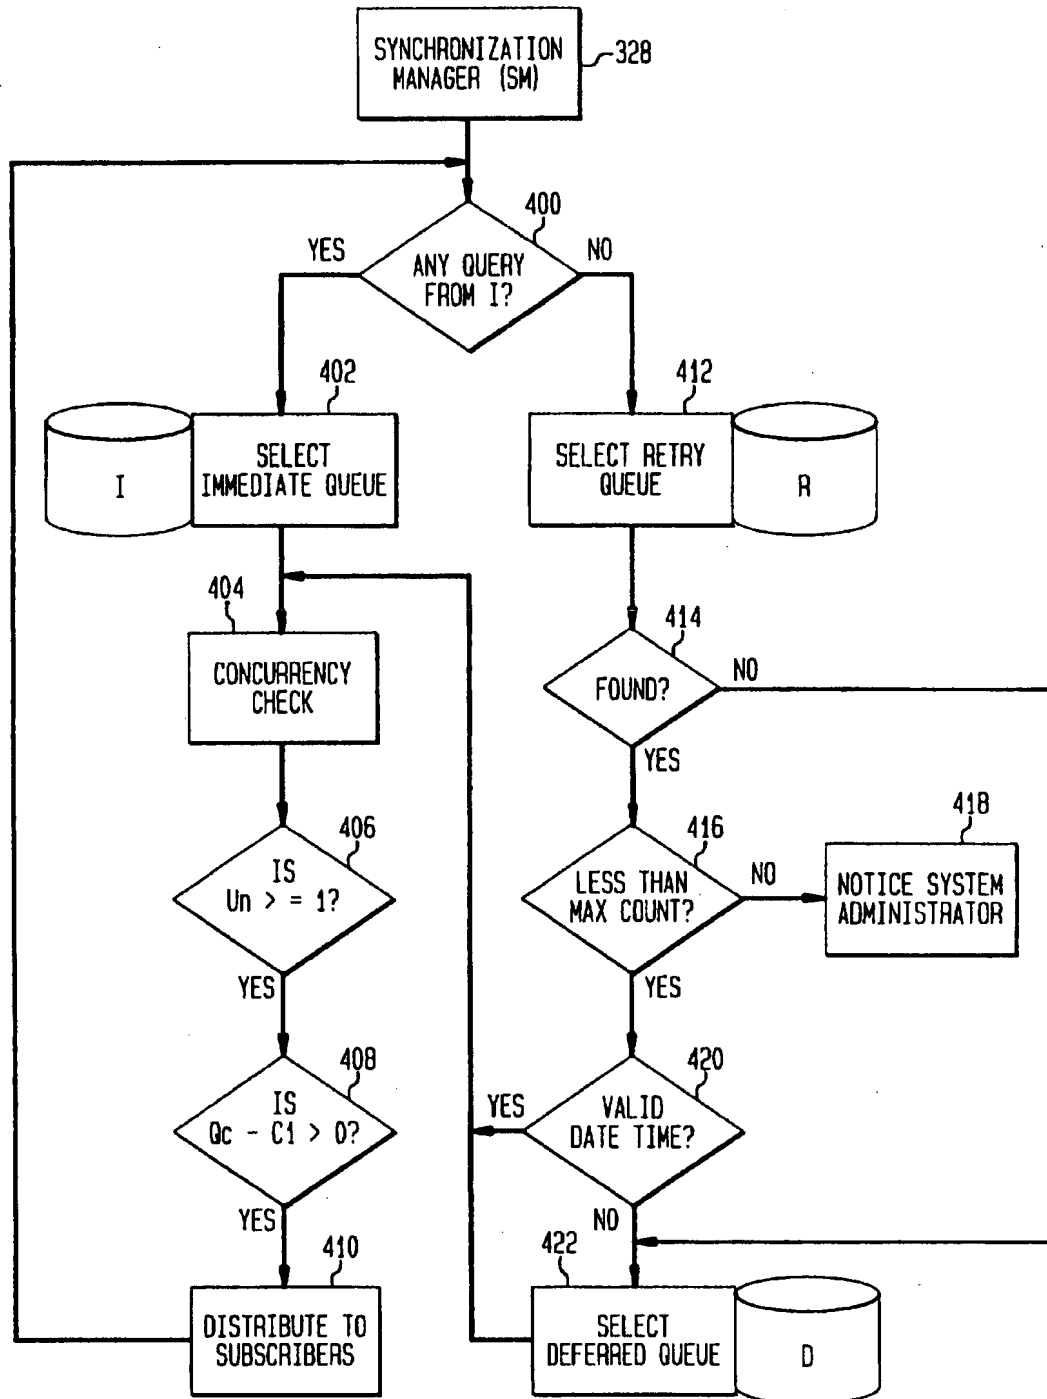 SYNCHRONIZATION
MANAGER (SM)
328
400
YES
NO
ANY QUERY
FROM I?
402
412
I
SELECT
IMMEDIATE QUEUE
SELECT RETRY
QUEUE
R
404
414
CONCURRENCY
CHECK
FOUND?
NO
YES
406
416
418
IS
Un > = 1?
LESS THAN
MAX COUNT?
NO
NOTICE SYSTEM
ADMINISTRATOR
YES
YES
408
420
IS
Qc - C1 > 0?
YES
VALID
DATE TIME?
YES
NO
410
422
DISTRIBUTE TO
SUBSCRIBERS
SELECT
DEFERRED QUEUE
D